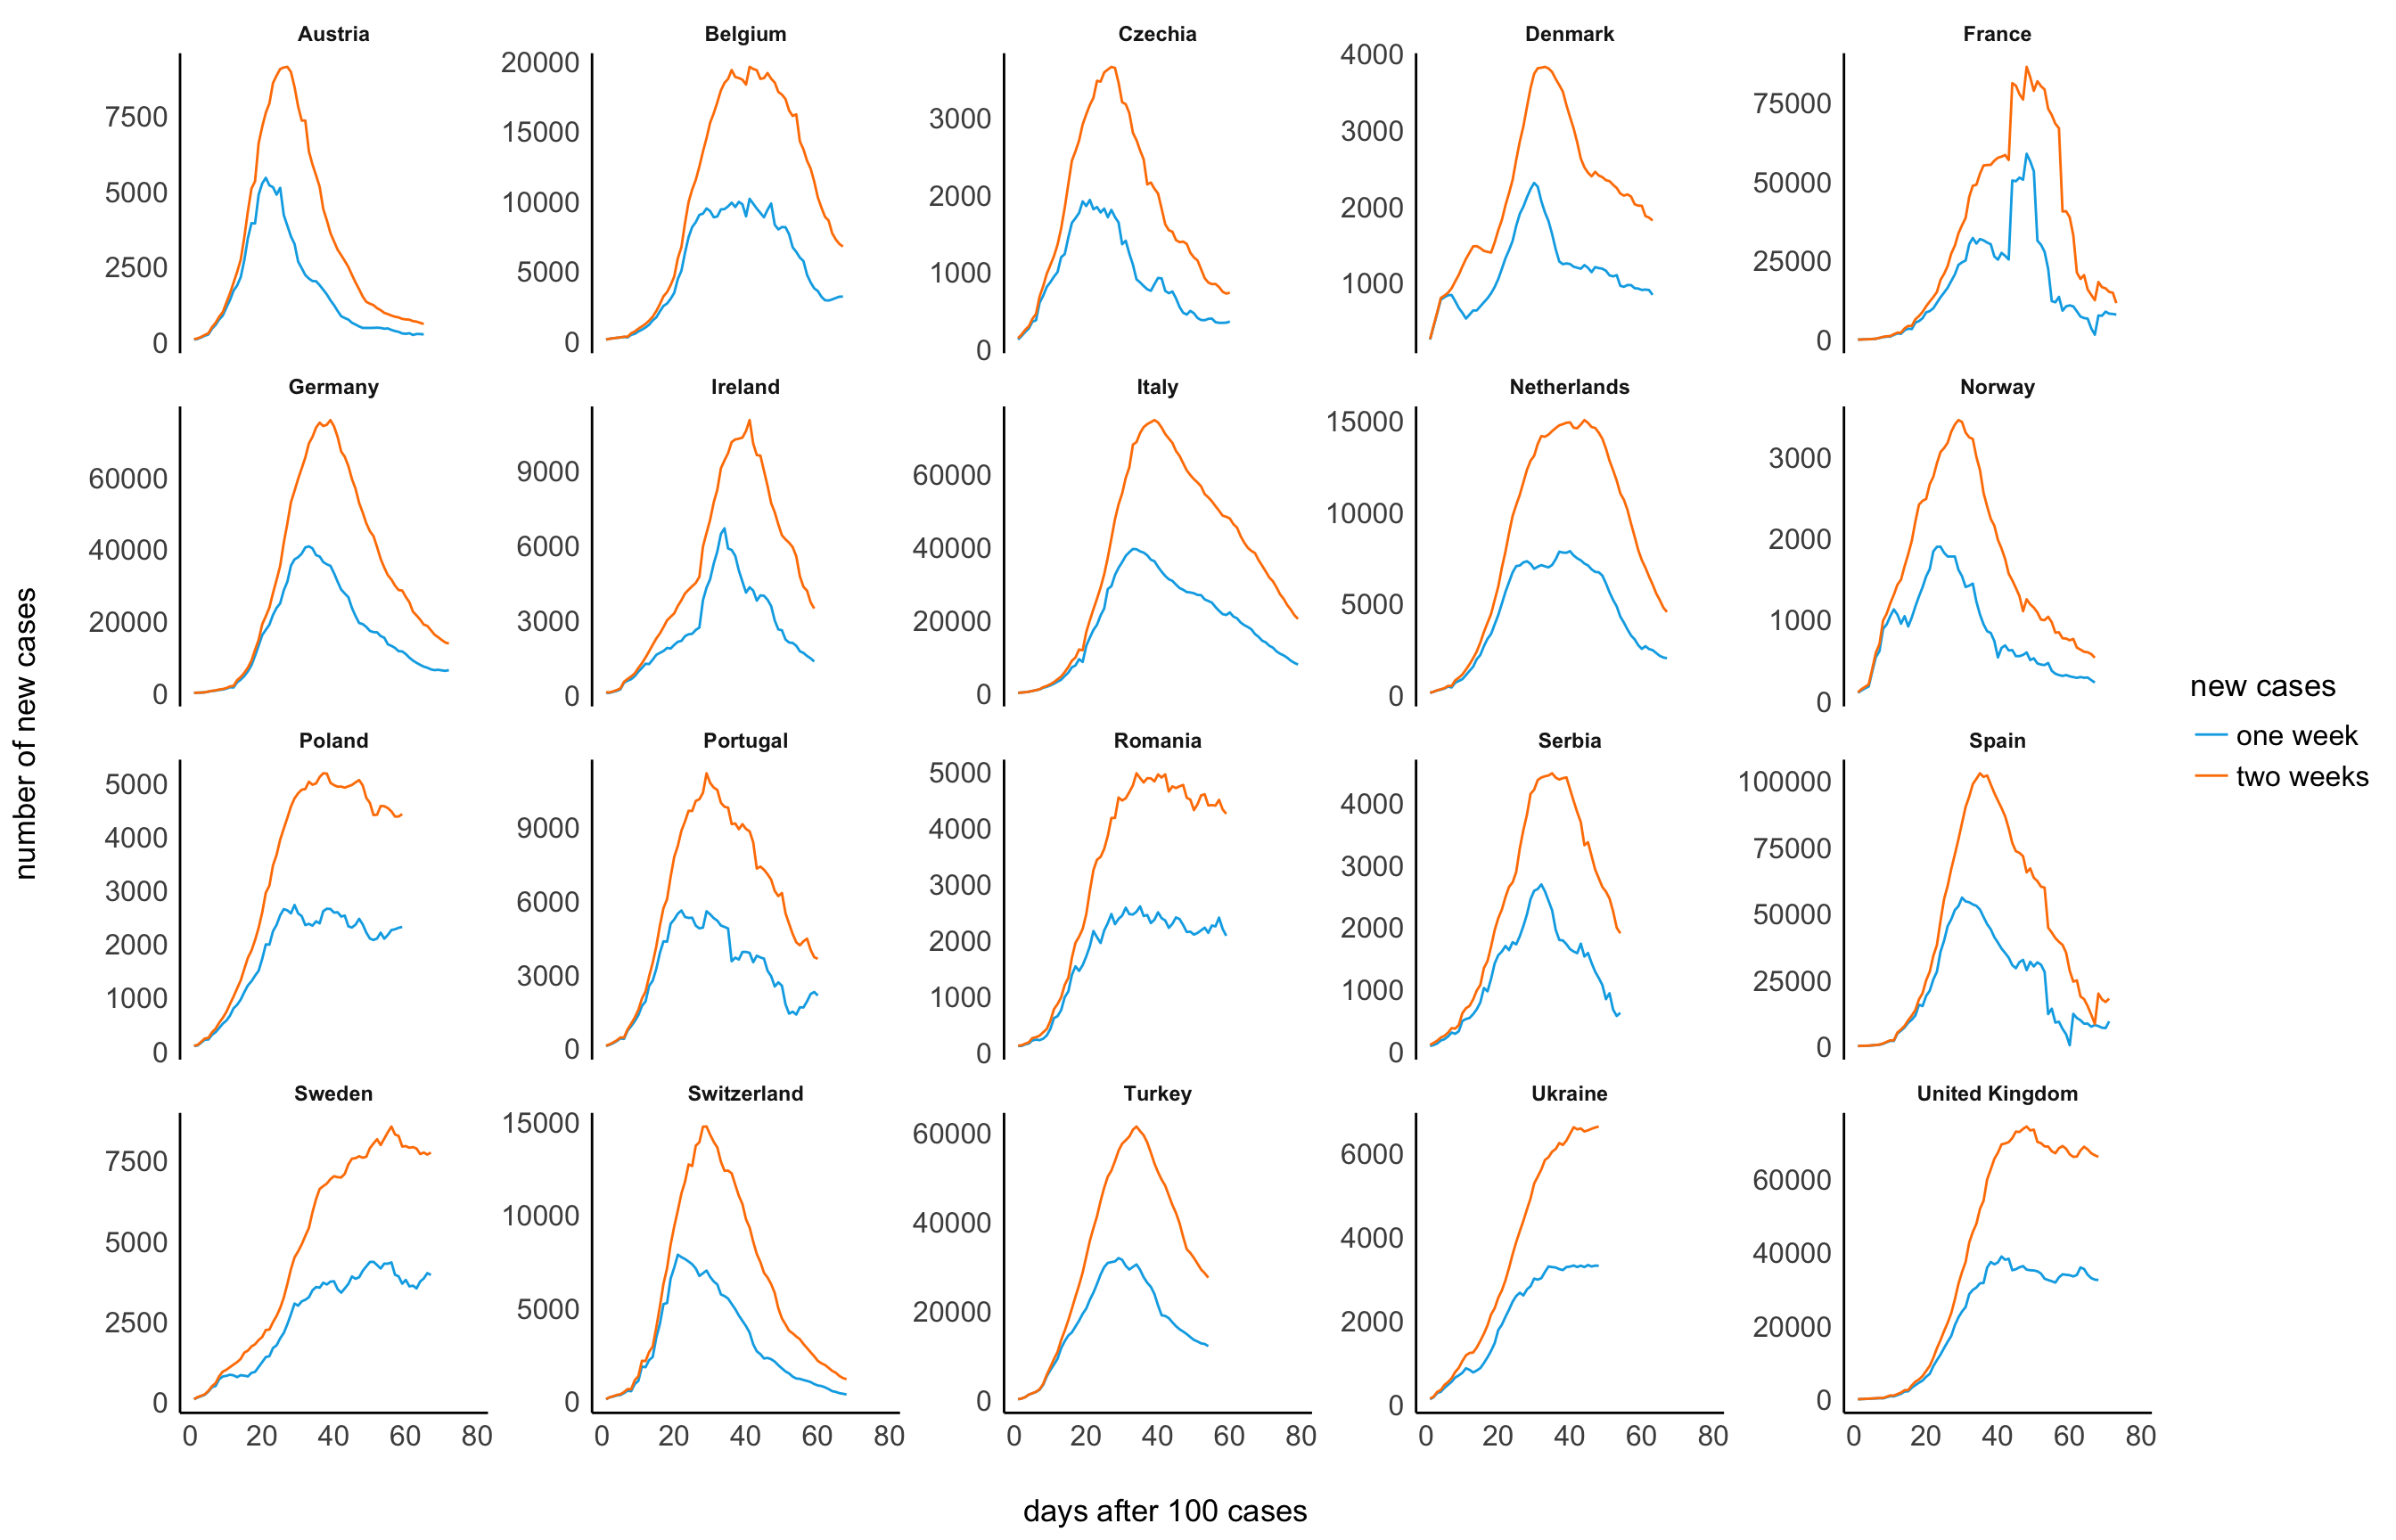 Austria Belgium Czechia Denmark France
7500 5000 2500 0
20000 15000 10000 5000 0
3000 2000 1000 0
4000 3000 2000 1000
75000 50000 25000 0
Germany Ireland Italy Netherlands Norway
60000 40000 20000 0
9000 6000 3000 0
60000 40000 20000 0
15000 10000 5000 0
3000 2000 1000 0
Poland Portugal Romania Serbia Spain
5000 4000 3000 2000 1000 0
9000 6000 3000 0
5000 4000 3000 2000 1000 0
4000 3000 2000 1000 0
100000 75000 50000 25000 0
Sweden Switzerland Turkey Ukraine United Kingdom
7500 5000 2500 0
15000 10000 5000 0
60000 40000 20000 0
6000 4000 2000 0
60000 40000 20000 0
0 20 40 60 80 0 20 40 60 80 0 20 40 60 80 0 20 40 60 80 0 20 40 60 80
days after 100 cases
number of new cases
new cases
one week
two weeks